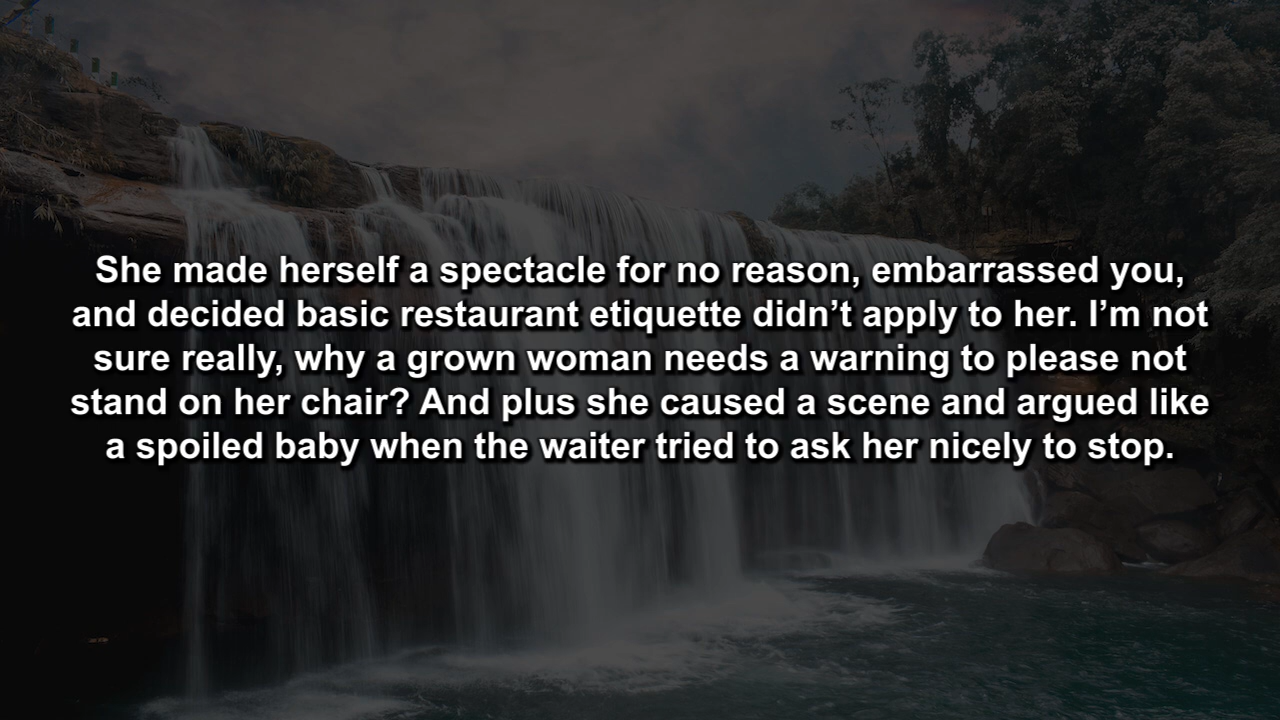 She made herself a spectacle for no reason, embarrassed you,
and decided basic restaurant etiquette didn’t apply to her. I’m not
sure really, why a grown woman needs a warning to please not
stand on her chair? And plus she caused a scene and argued like
a spoiled baby when the waiter tried to ask her nicely to stop.